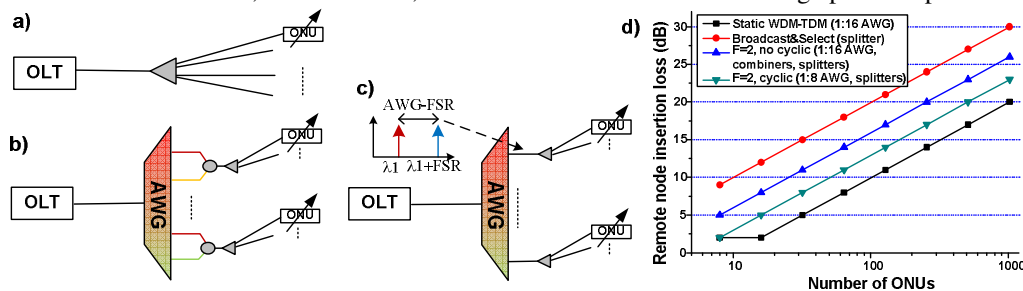 a)
OLT
ONU
b)
OLT
AWG
ONU
ONU
c)
AWG-FSR
λ1 λ1+FSR
OLT
AWG
ONU
ONU
d)
Remote node insertion loss (dB)
30
25
20
15
10
5
0
Static WDM-TDM (1:16 AWG)
Broadcast&Select (splitter)
F=2, no cyclic (1:16 AWG,
combiners, splitters)
F=2, cyclic (1:8 AWG, splitters)
10 100 1000
Number of ONUs